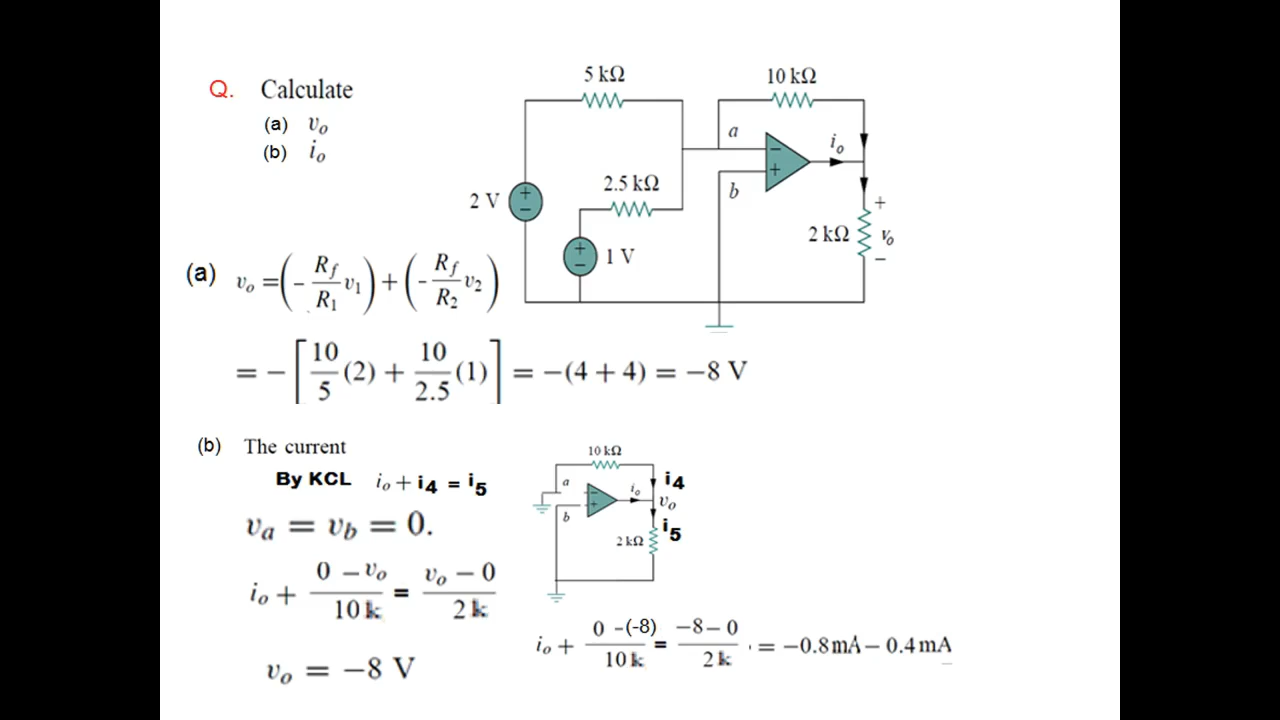 Q. Calculate
(a) vo
(b) io
5 kΩ
10 kΩ
a
−
io
+
b
2.5 kΩ
2 V
+
−
+
−
1 V
2 kΩ
+
vo
−
(a) vo =(- Rf/R1 v1) + (- Rf/R2 v2)
= −[10/5 (2) + 10/2.5 (1)] = −(4 + 4) = −8 V
(b) The current
By KCL io + i4 = i5
va = vb = 0.
io + 0 − vo / 10 k = vo − 0 / 2 k
vo = −8 V
10 kΩ
a
−
+
b
io
i4
vo
i5
2 kΩ
io + 0 -(-8) / 10 k = −8 − 0 / 2 k . = −0.8 mA − 0.4 mA